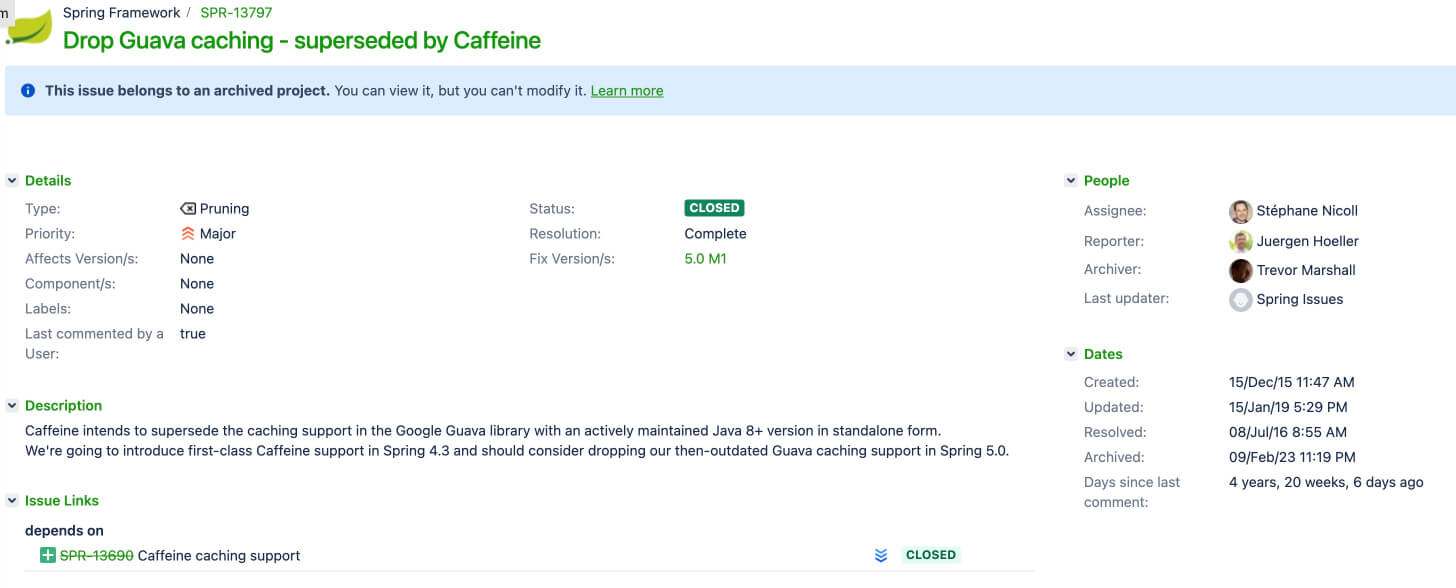 m
Spring Framework / SPR-13797
Drop Guava caching - superseded by Caffeine
This issue belongs to an archived project. You can view it, but you can't modify it. Learn more
Details
Type: Pruning
Priority: Major
Affects Version/s: None
Component/s: None
Labels: None
Last commented by a User: true
Status: CLOSED
Resolution: Complete
Fix Version/s: 5.0 M1
Description
Caffeine intends to supersede the caching support in the Google Guava library with an actively maintained Java 8+ version in standalone form.
We're going to introduce first-class Caffeine support in Spring 4.3 and should consider dropping our then-outdated Guava caching support in Spring 5.0.
Issue Links
depends on
SPR-13690 Caffeine caching support CLOSED
People
Assignee: Stéphane Nicoll
Reporter: Juergen Hoeller
Archiver: Trevor Marshall
Last updater: Spring Issues
Dates
Created: 15/Dec/15 11:47 AM
Updated: 15/Jan/19 5:29 PM
Resolved: 08/Jul/16 8:55 AM
Archived: 09/Feb/23 11:19 PM
Days since last comment: 4 years, 20 weeks, 6 days ago